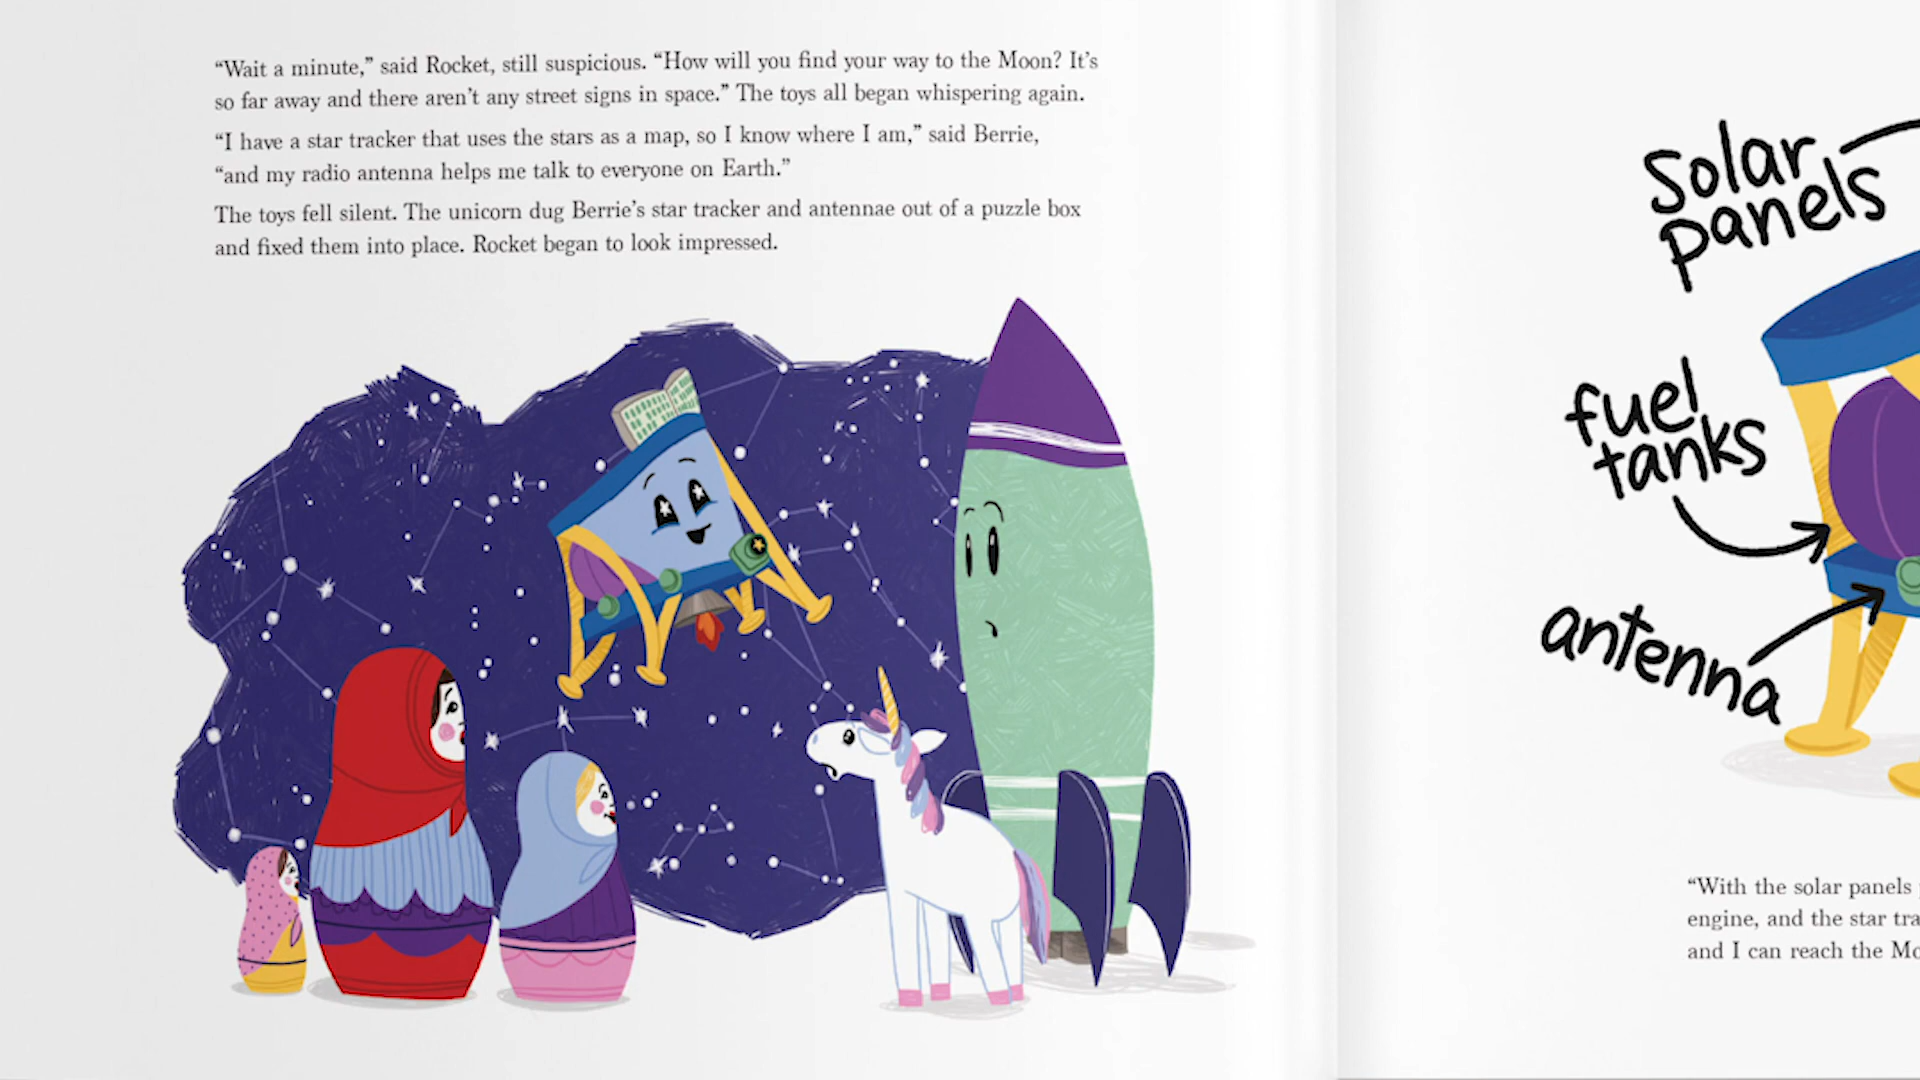 “Wait a minute,” said Rocket, still suspicious. “How will you find your way to the Moon? It’s
so far away and there aren’t any street signs in space.” The toys all began whispering again.
“I have a star tracker that uses the stars as a map, so I know where I am,” said Berrie,
“and my radio antenna helps me talk to everyone on Earth.”
The toys fell silent. The unicorn dug Berrie’s star tracker and antennae out of a puzzle box
and fixed them into place. Rocket began to look impressed.
Solar
panels
fuel
tanks
antenna
“With the solar panels
engine, and the star
and I can reach the